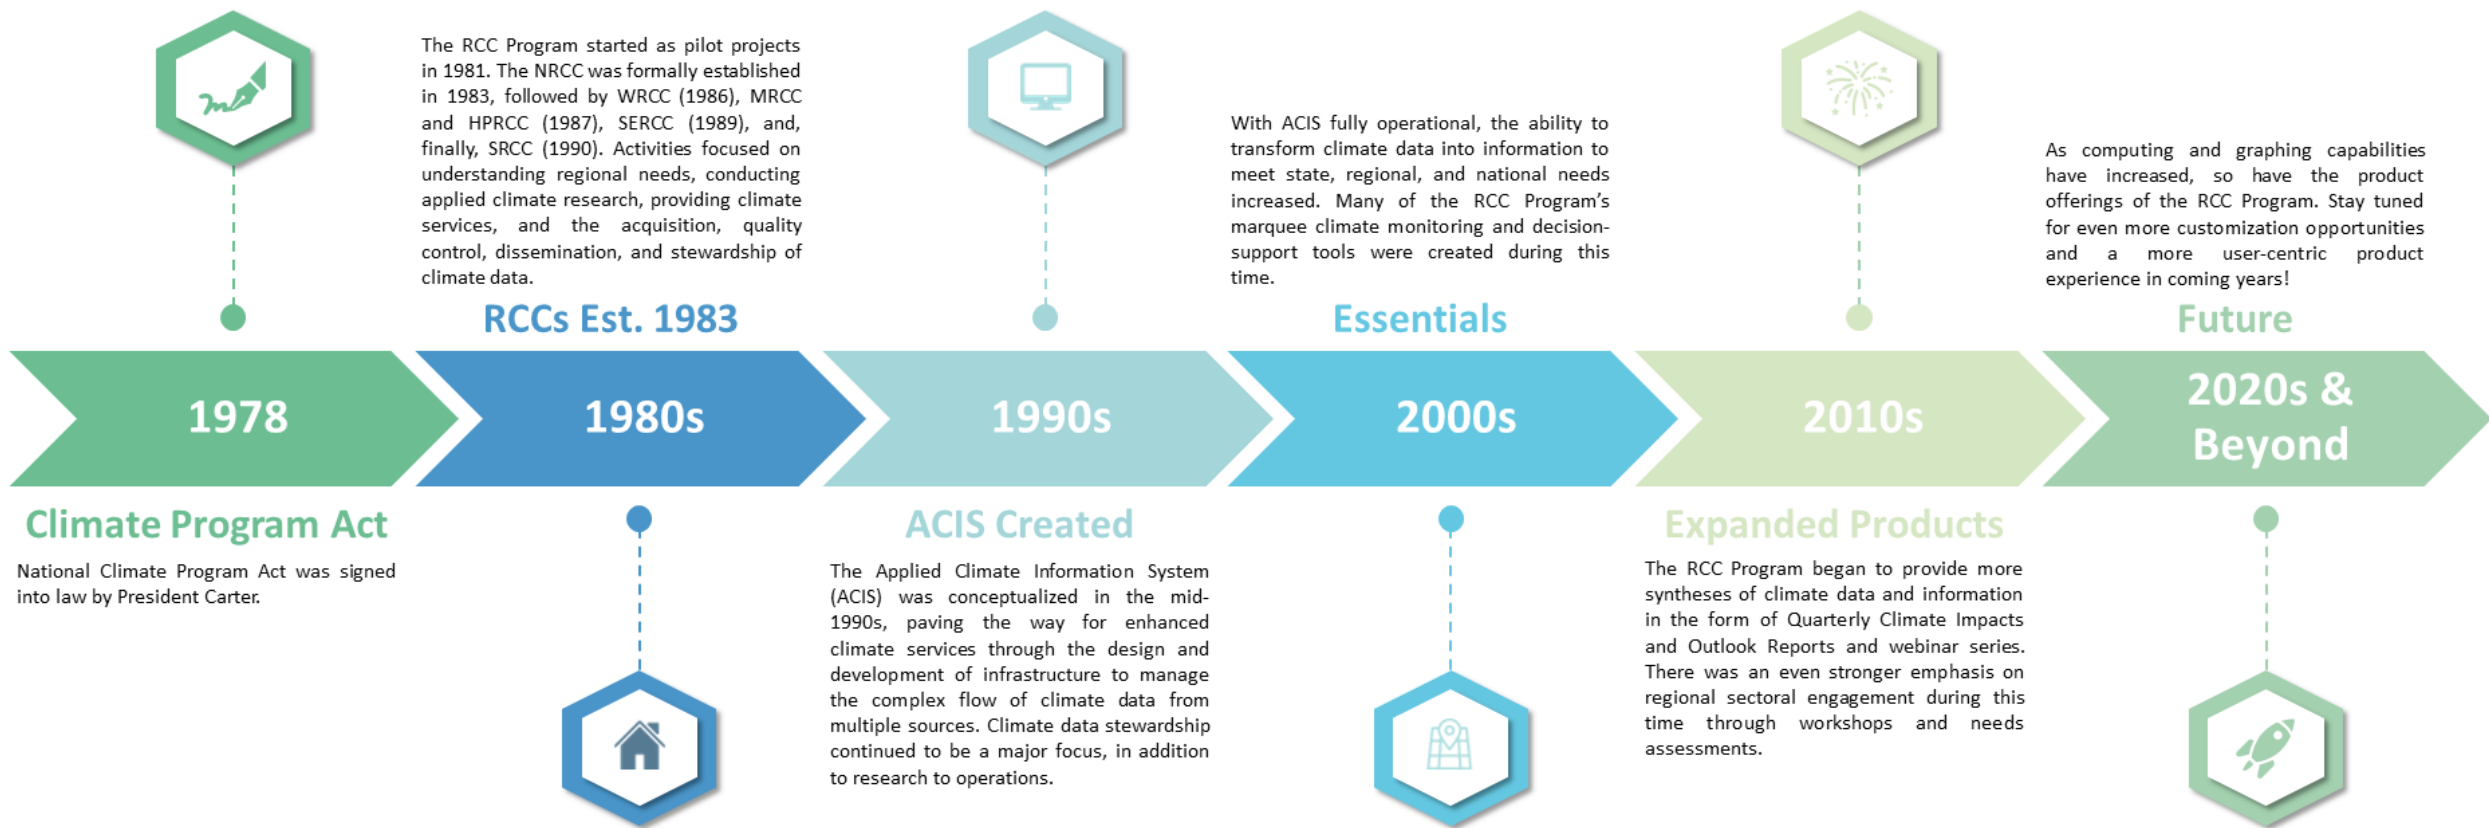 1978
Climate Program Act
National Climate Program Act was signed
into law by President Carter.
The RCC Program started as pilot projects
in 1981. The NRCC was formally established
in 1983, followed by WRCC (1986), MRCC
and HPRCC (1987), SERCC (1989), and,
finally, SRCC (1990). Activities focused on
understanding regional needs, conducting
applied climate research, providing climate
services, and the acquisition, quality
control, dissemination, and stewardship of
climate data.
RCCs Est. 1983
1980s
1990s
ACIS Created
The Applied Climate Information System
(ACIS) was conceptualized in the mid-
1990s, paving the way for enhanced
climate services through the design and
development of infrastructure to manage
the complex flow of climate data from
multiple sources. Climate data stewardship
continued to be a major focus, in addition
to research to operations.
With ACIS fully operational, the ability to
transform climate data into information to
meet state, regional, and national needs
increased. Many of the RCC Program's
marquee climate monitoring and decision-
support tools were created during this
time.
Essentials
2000s
2010s
Expanded Products
The RCC Program began to provide more
syntheses of climate data and information
in the form of Quarterly Climate Impacts
and Outlook Reports and webinar series.
There was an even stronger emphasis on
regional sectoral engagement during this
time through workshops and needs
assessments.
As computing and graphing capabilities
have increased, so have the product
offerings of the RCC Program. Stay tuned
for even more customization opportunities
and a more user-centric product
experience in coming years!
Future
2020s &
Beyond